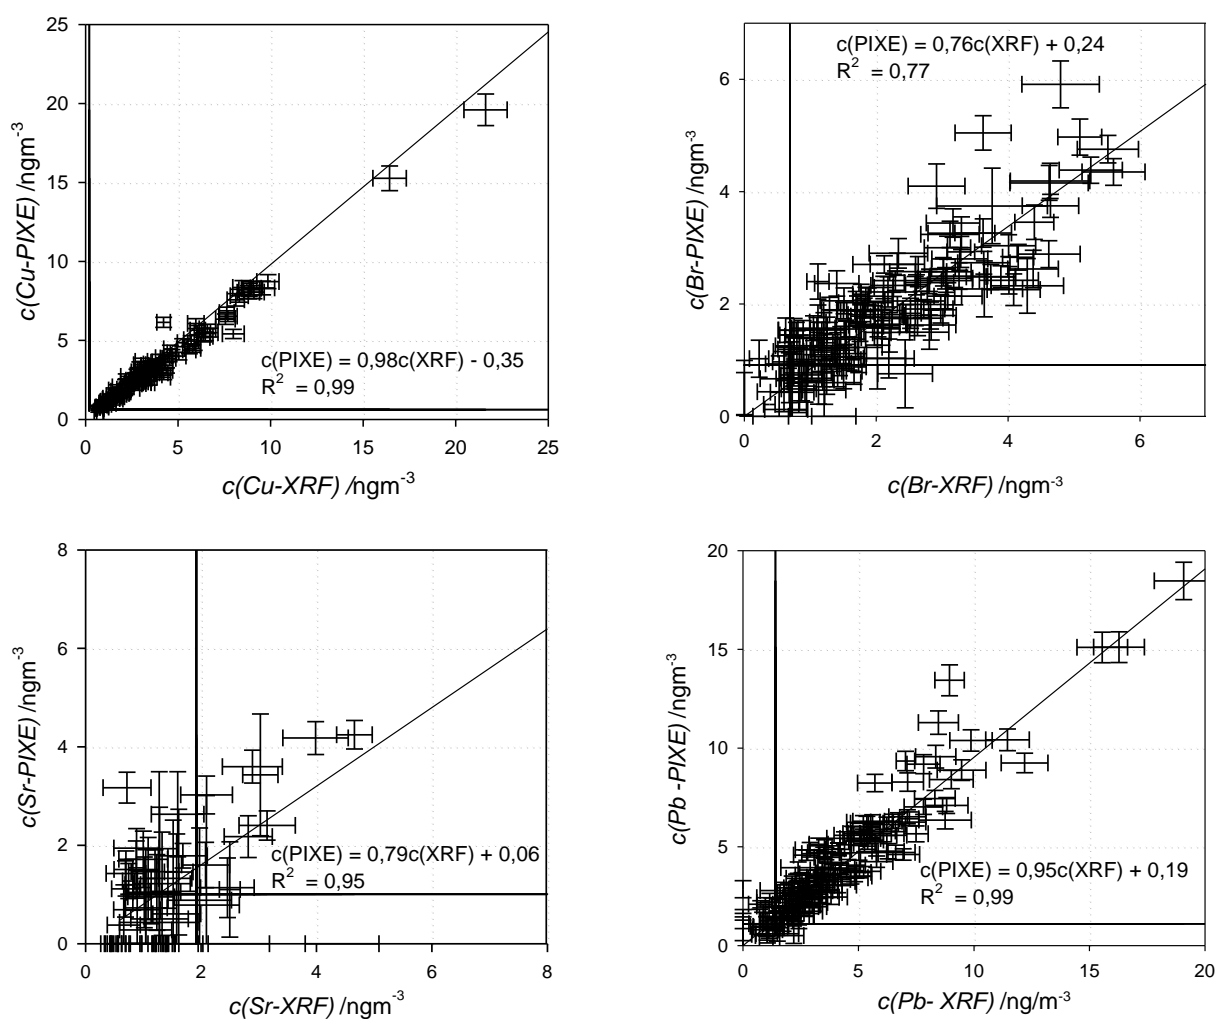 25
20
15
10
5
0
c(Cu-PIXE) /ngm-3
c(PIXE) = 0,98c(XRF) - 0,35
R2 = 0,99
0 5 10 15 20 25
c(Cu-XRF) /ngm-3
6
4
2
0
c(Br-PIXE) /ngm-3
c(PIXE) = 0,76c(XRF) + 0,24
R2 = 0,77
0 2 4 6
c(Br-XRF) /ngm-3
8
6
4
2
0
c(Sr-PIXE) /ngm-3
c(PIXE) = 0,79c(XRF) + 0,06
R2 = 0,95
0 2 4 6 8
c(Sr-XRF) /ngm-3
20
15
10
5
0
c(Pb -PIXE) /ngm-3
c(PIXE) = 0,95c(XRF) + 0,19
R2 = 0,99
0 5 10 15 20
c(Pb- XRF) /ng/m-3